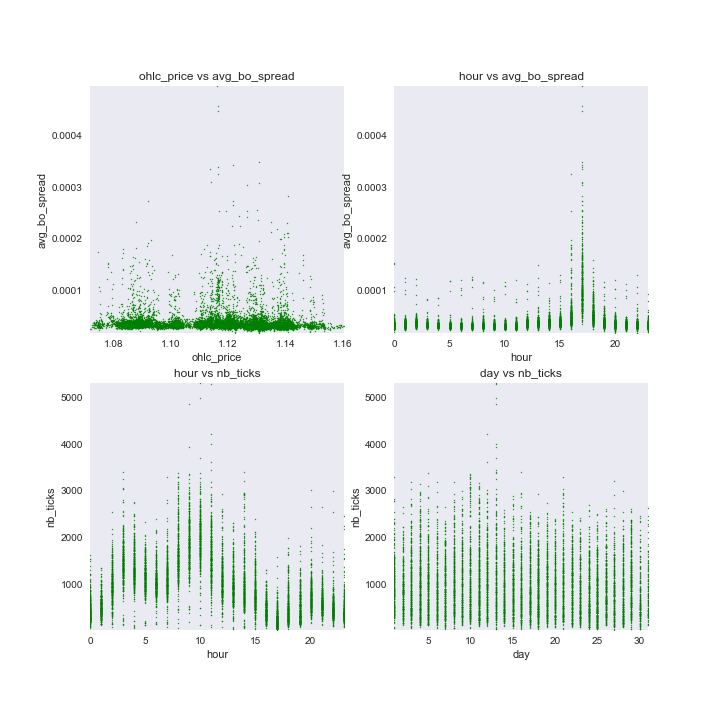 ohlc_price vs avg_bo_spread
avg_bo_spread
0.0004
0.0003
0.0002
0.0001
1.08 1.10 1.12 1.14 1.16
ohlc_price
hour vs avg_bo_spread
avg_bo_spread
0.0004
0.0003
0.0002
0.0001
0 5 10 15 20
hour
hour vs nb_ticks
nb_ticks
5000
4000
3000
2000
1000
0 5 10 15 20
hour
day vs nb_ticks
nb_ticks
5000
4000
3000
2000
1000
5 10 15 20 25 30
day